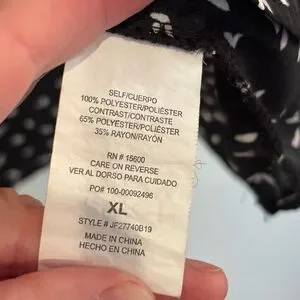 SELF/CUERPO
100% POLYESTER/POLIÉSTER
CONTRAST/CONTRASTE
65% POLYESTER/POLIÉSTER
35% RAYON/RAYÓN
RN # 15600
CARE ON REVERSE
VER AL DORSO PARA CUIDADO
PO# 100-00092496
XL
STYLE # JF27740B19
MADE IN CHINA
HECHO EN CHINA